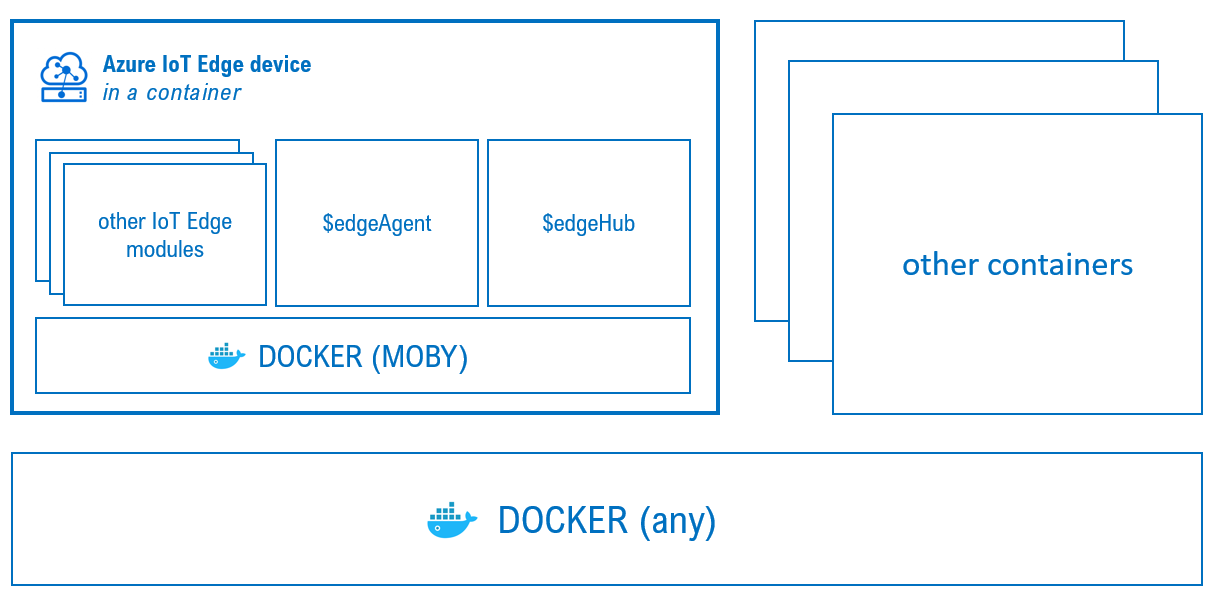 Azure IoT Edge device
in a container
other IoT Edge
modules
$edgeAgent
$edgeHub
DOCKER (MOBY)
other containers
DOCKER (any)